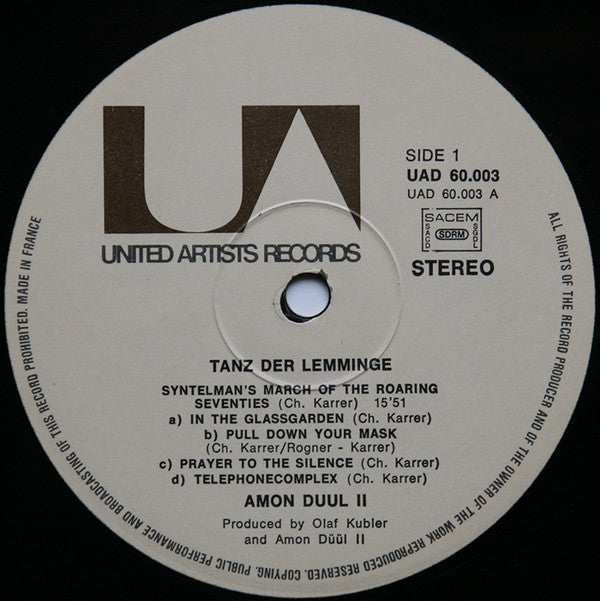 UA
UNITED ARTISTS RECORDS
SIDE 1
UAD 60.003
UAD 60.003 A
SACEM
SACD
SDRM
SGDL
STEREO
TANZ DER LEMMINGE
SYNTELMAN'S MARCH OF THE ROARING
SEVENTIES (Ch. Karrer) 15'51
a) IN THE GLASSGARDEN (Ch. Karrer)
b) PULL DOWN YOUR MASK
(Ch. Karrer/Rogner - Karrer)
c) PRAYER TO THE SILENCE (Ch. Karrer)
d) TELEPHONECOMPLEX (Ch. Karrer)
AMON DUUL II
Produced by Olaf Kubler
and Amon Düül II
ALL RIGHTS OF THE RECORD PRODUCER AND OF THE OWNER OF THE WORK REPRODUCED RESERVED. COPYING, PUBLIC PERFORMANCE AND BROADCASTING OF THIS RECORD PROHIBITED. MADE IN FRANCE